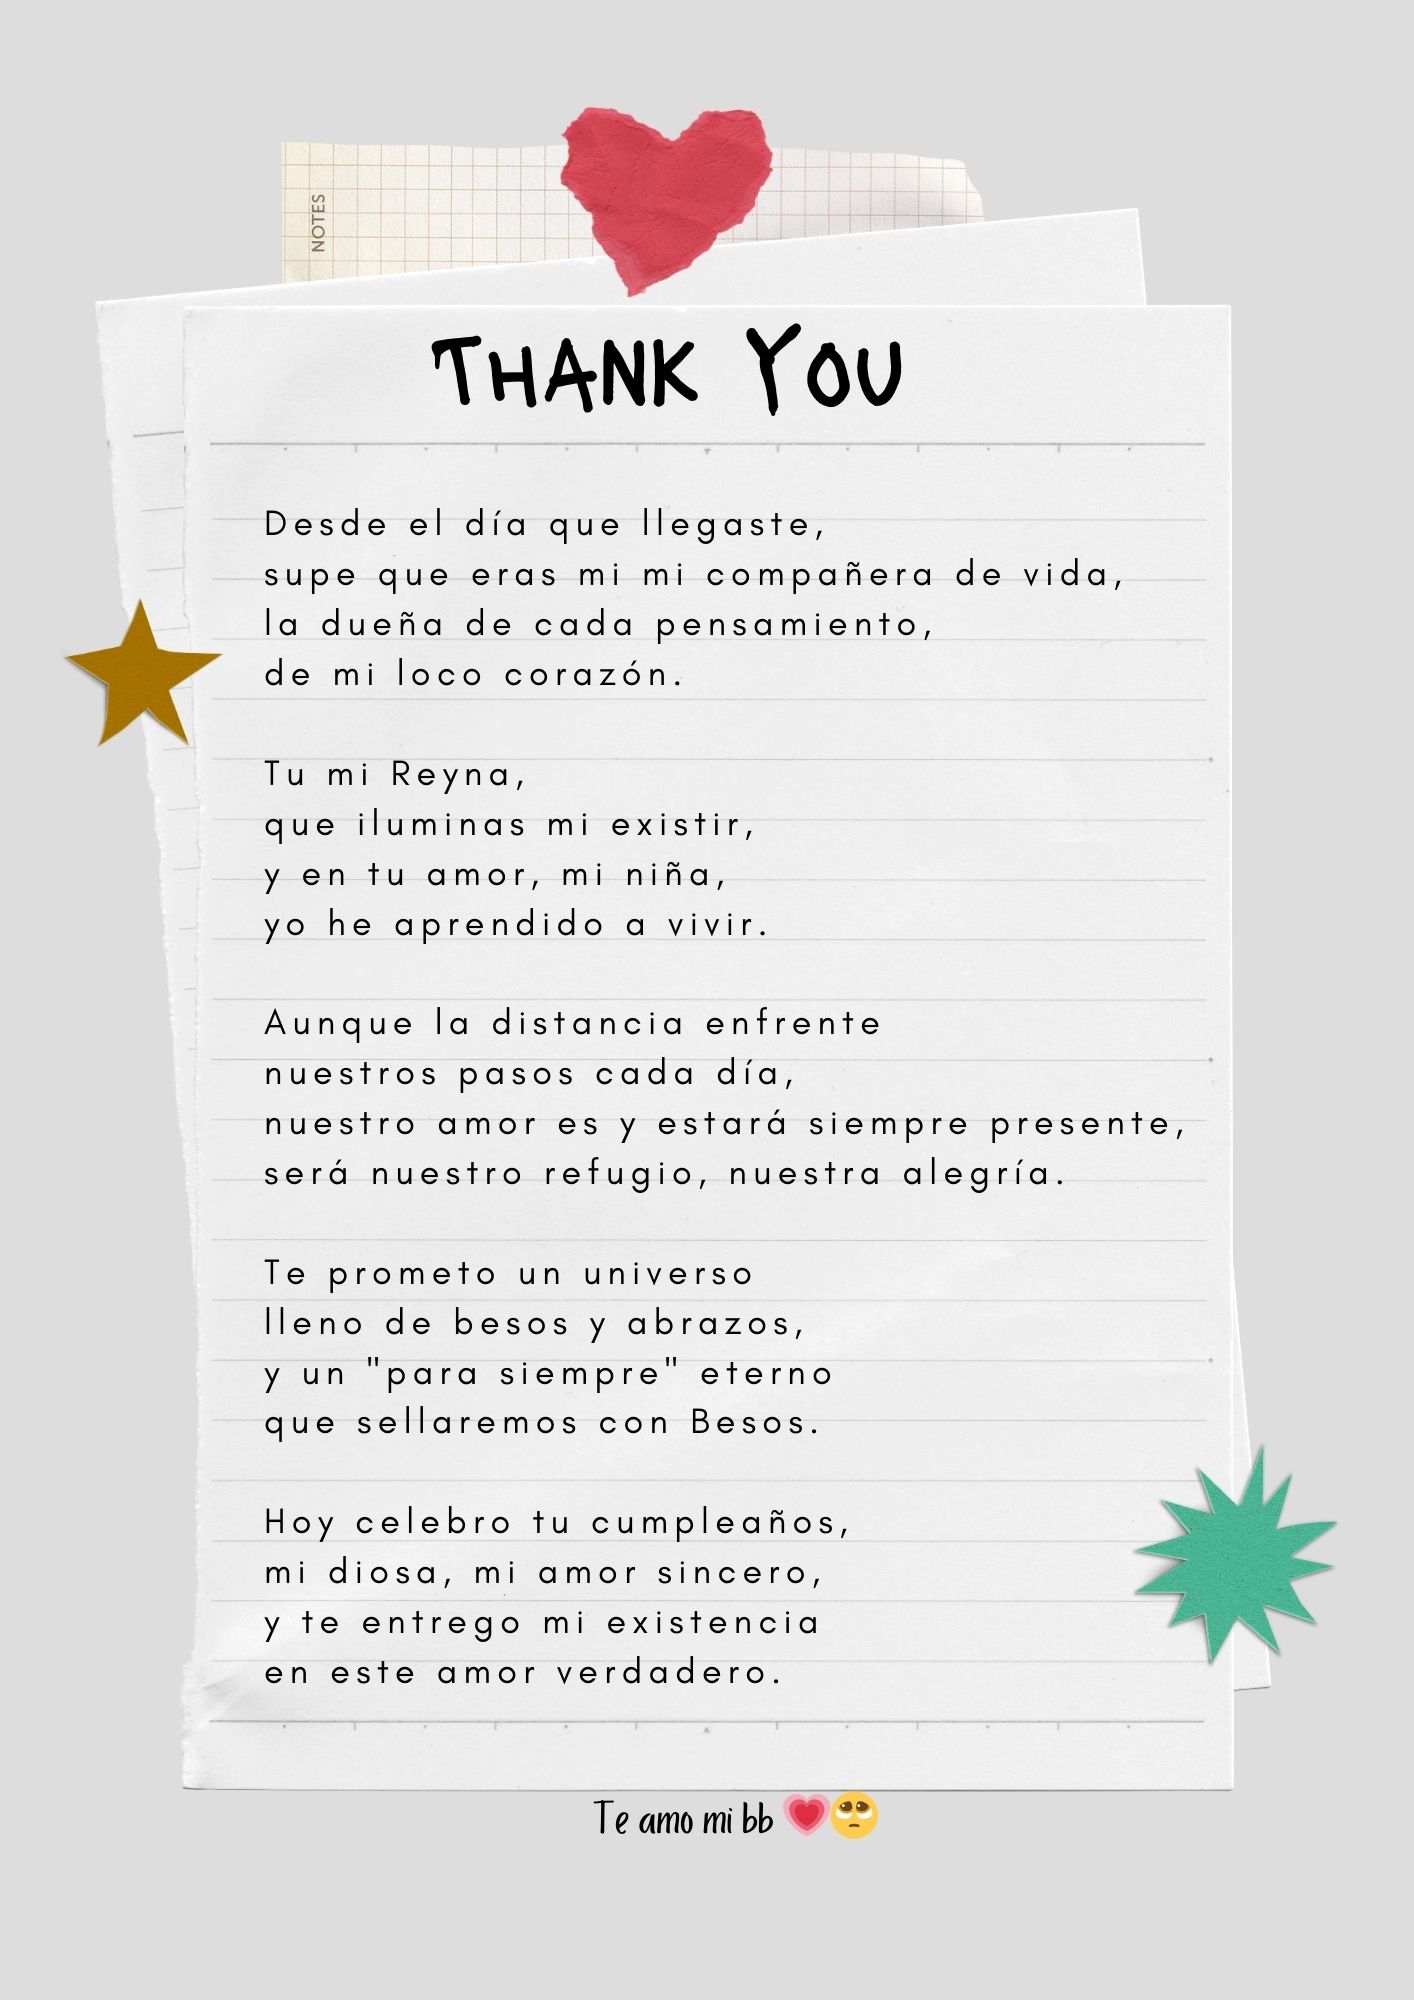 NOTES
THANK YOU
Desde el día que llegaste,
supe que eras mi mi compañera de vida,
la dueña de cada pensamiento,
de mi loco corazón.
Tu mi Reyna,
que iluminas mi existir,
y en tu amor, mi niña,
yo he aprendido a vivir.
Aunque la distancia enfrente
nuestros pasos cada día,
nuestro amor es y estará siempre presente,
será nuestro refugio, nuestra alegría.
Te prometo un universo
lleno de besos y abrazos,
y un "para siempre" eterno
que sellaremos con Besos.
Hoy celebro tu cumpleaños,
mi diosa, mi amor sincero,
y te entrego mi existencia
en este amor verdadero.
Te amo mi bb 💗🥺